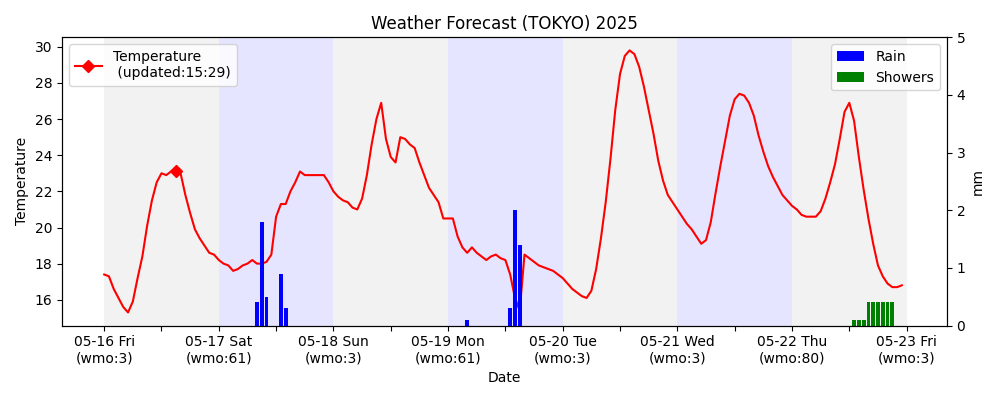 Weather Forecast (TOKYO) 2025
Temperature
(updated:15:29)
Rain
Showers
Temperature
30
28
26
24
22
20
18
16
5
4
3
2
1
0
mm
05-16 Fri
(wmo:3)
05-17 Sat
(wmo:61)
05-18 Sun
(wmo:3)
05-19 Mon
(wmo:61)
05-20 Tue
(wmo:3)
05-21 Wed
(wmo:3)
05-22 Thu
(wmo:80)
05-23 Fri
(wmo:3)
Date